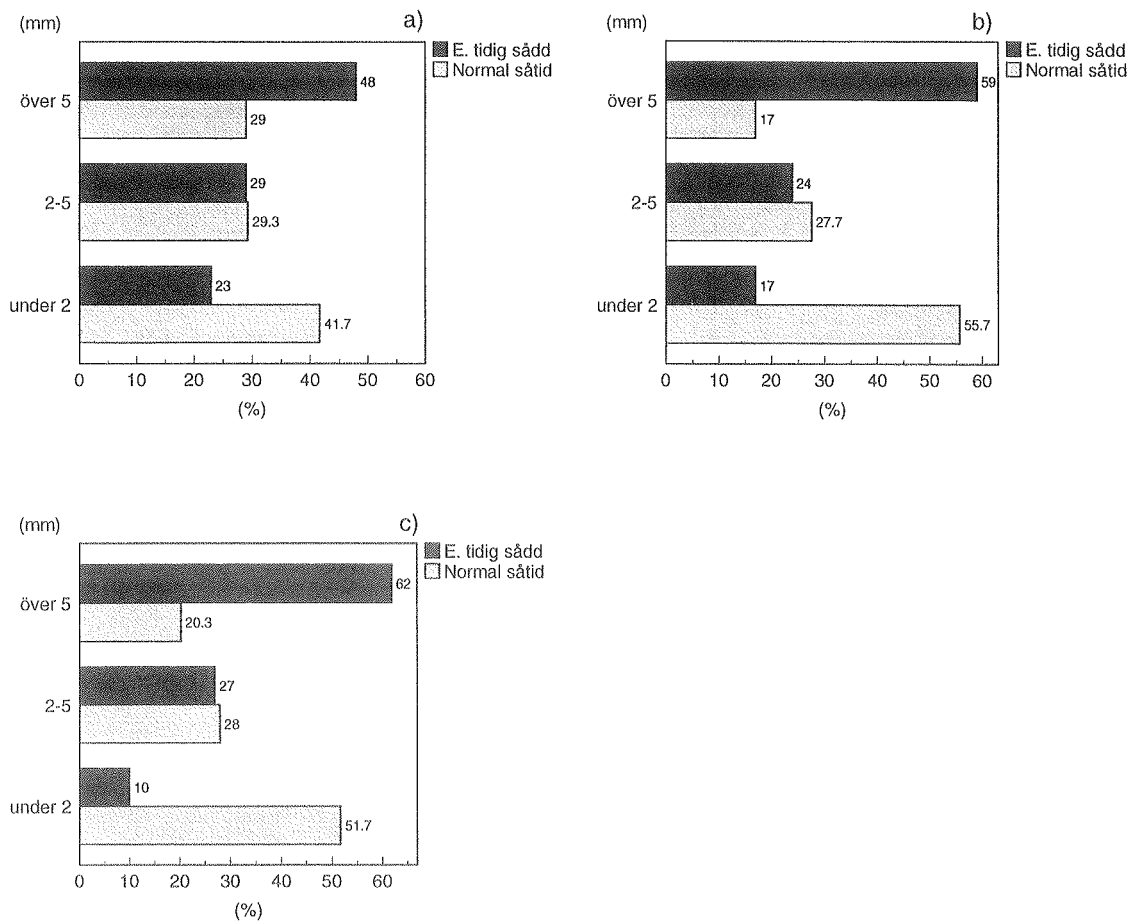 (mm)
a)
E. tidig sådd
Normal såtid
över 5
48
29
2-5
29
29.3
under 2
23
41.7
0 10 20 30 40 50 60
(%)
(mm)
b)
E. tidig sådd
Normal såtid
över 5
59
17
2-5
24
27.7
under 2
17
55.7
0 10 20 30 40 50 60
(%)
(mm)
c)
E. tidig sådd
Normal såtid
över 5
62
20.3
2-5
27
28
under 2
10
51.7
0 10 20 30 40 50 60
(%)